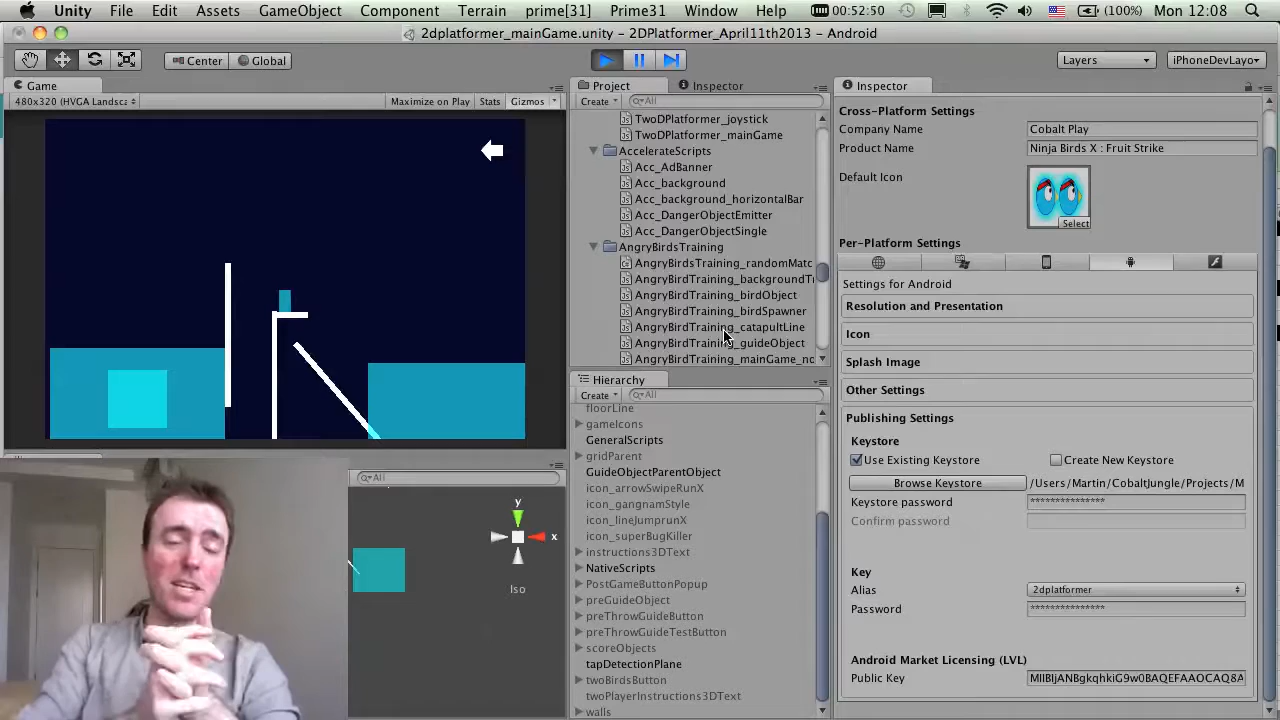 Unity File Edit Assets GameObject Component Terrain prime[31] Prime31 Window Help 00:52:50 (100%) Mon 12:08
2dplatformer_mainGame.unity - 2DPlatformer_April11th2013 - Android
Center Global Layers iPhoneDevLayo
Game
480x320 (HVGA Landsc Maximize on Play Stats Gizmos
Project Inspector
Create All
TwoDPlatformer_joystick
TwoDPlatformer_mainGame
AccelerateScripts
Acc_AdBanner
Acc_background
Acc_background_horizontalBar
Acc_DangerObjectEmitter
Acc_DangerObjectSingle
AngryBirdsTraining
AngryBirdsTraining_randomMatc
AngryBirdTraining_backgroundTr
AngryBirdTraining_birdObject
AngryBirdTraining_birdSpawner
AngryBirdTraining_catapultLine
AngryBirdTraining_guideObject
AngryBirdTraining_mainGame_no
Hierarchy
Create All
floorLine
gameIcons
GeneralScripts
gridParent
GuideObjectParentObject
icon_arrowSwipeRunX
icon_gangnamStyle
icon_lineJumprunX
icon_superBugKiller
instructions3DText
NativeScripts
PostGameButtonPopup
preGuideObject
preThrowGuideButton
preThrowGuideTestButton
scoreObjects
tapDetectionPlane
twoBirdsButton
twoPlayerInstructions3DText
walls
All
y
x
Iso
Inspector
Cross-Platform Settings
Company Name Cobalt Play
Product Name Ninja Birds X : Fruit Strike
Default Icon
Select
Per-Platform Settings
Settings for Android
Resolution and Presentation
Icon
Splash Image
Other Settings
Publishing Settings
Keystore
Use Existing Keystore Create New Keystore
Browse Keystore /Users/Martin/CobaltJungle/Projects/M
Keystore password ***************
Confirm password
Key
Alias 2dplatformer
Password ***************
Android Market Licensing (LVL)
Public Key MIIBIjANBgkqhkiG9w0BAQEFAAOCAQ8A